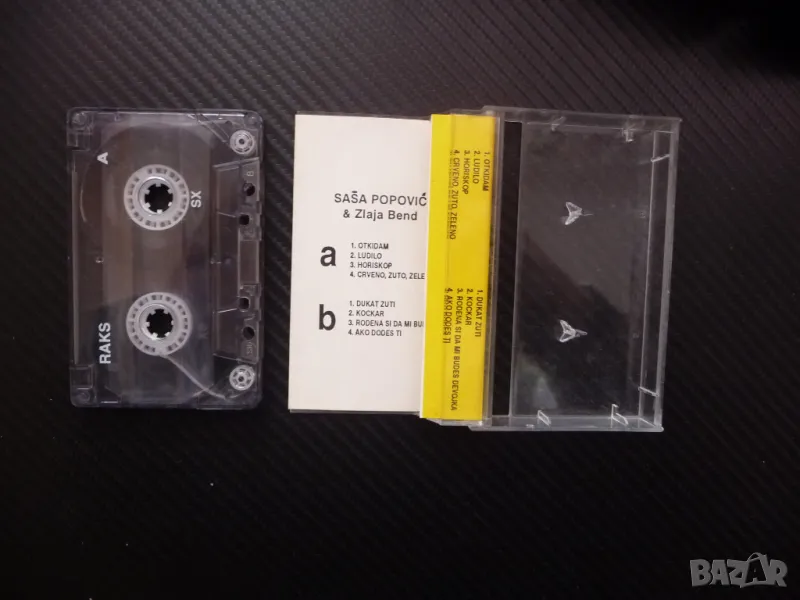 RAKS
A
SX
SAŠA POPOVIĆ
& Zlaja Bend
a
1. OTKIDAM
2. LUDILO
3. HORISKOP
4. CRVENO, ZUTO, ZELE
b
1. DUKAT ZUTI
2. KOCKAR
3. RODENA SI DA MI BU
4. AKO DODES TI
1. OTKIDAM
2. LUDILO
3. HORISKOP
4. CRVENO, ZUTO, ZELENO
1. DUKAT ZUTI
2. KOCKAR
3. RODENA SI DA MI BUDES DEVOJKA
4. AKO DODES TI
BAZAR